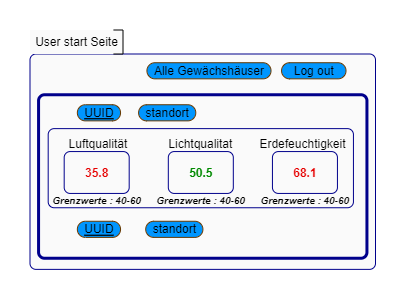 User start Seite
Alle Gewächshäuser Log out
UUID standort
Luftqualität Lichtqualitat Erdefeuchtigkeit
35.8 50.5 68.1
Grenzwerte : 40-60 Grenzwerte : 40-60 Grenzwerte : 40-60
UUID standort